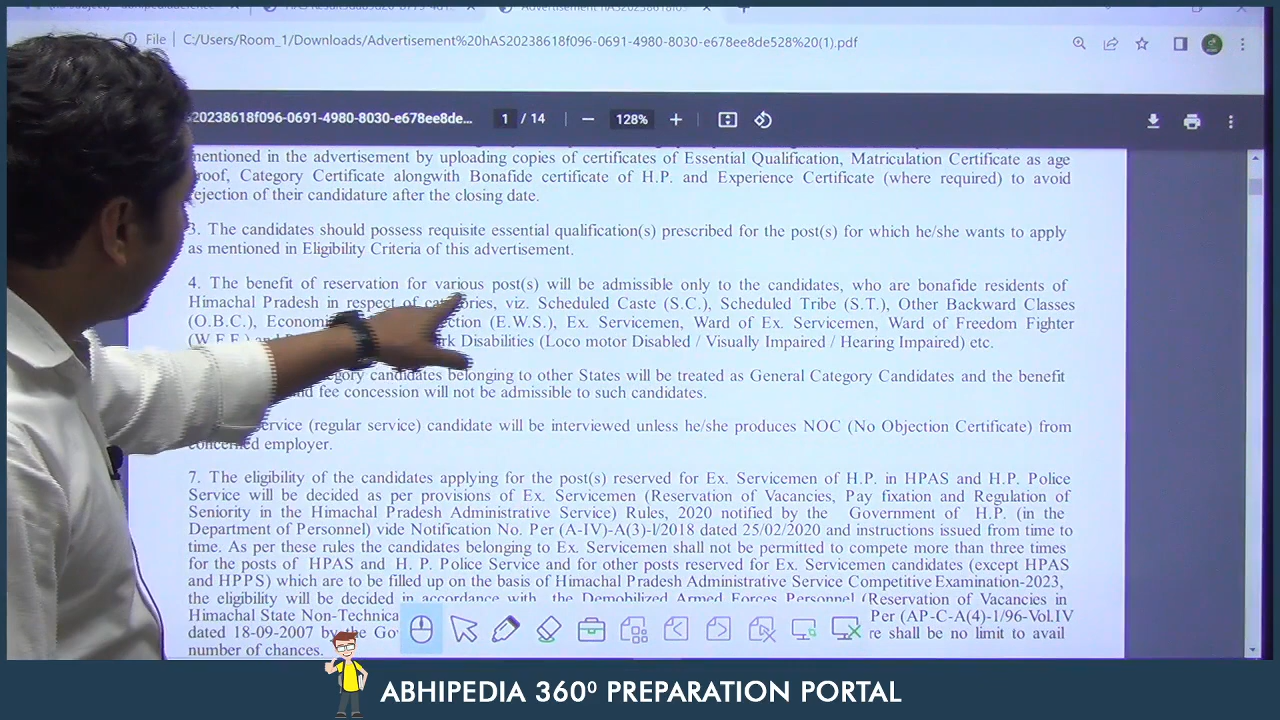 File C:/Users/Room_1/Downloads/Advertisement%20hAS20238618f096-0691-4980-8030-e678ee8de528%20(1).pdf
20238618f096-0691-4980-8030-e678ee8de... 1 / 14 128%
mentioned in the advertisement by uploading copies of certificates of Essential Qualification, Matriculation Certificate as age
proof, Category Certificate alongwith Bonafide certificate of H.P. and Experience Certificate (where required) to avoid
rejection of their candidature after the closing date.
3. The candidates should possess requisite essential qualification(s) prescribed for the post(s) for which he/she wants to apply
as mentioned in Eligibility Criteria of this advertisement.
4. The benefit of reservation for various post(s) will be admissible only to the candidates, who are bonafide residents of
Himachal Pradesh in respect of categories, viz. Scheduled Caste (S.C.), Scheduled Tribe (S.T.), Other Backward Classes
(O.B.C.), Economi ction (E.W.S.), Ex. Servicemen, Ward of Ex. Servicemen, Ward of Freedom Fighter
(W.F.F.) and rk Disabilities (Loco motor Disabled / Visually Impaired / Hearing Impaired) etc.
gory candidates belonging to other States will be treated as General Category Candidates and the benefit
nd fee concession will not be admissible to such candidates.
ervice (regular service) candidate will be interviewed unless he/she produces NOC (No Objection Certificate) from
concerned employer.
7. The eligibility of the candidates applying for the post(s) reserved for Ex. Servicemen of H.P. in HPAS and H.P. Police
Service will be decided as per provisions of Ex. Servicemen (Reservation of Vacancies, Pay fixation and Regulation of
Seniority in the Himachal Pradesh Administrative Service) Rules, 2020 notified by the Government of H.P. (in the
Department of Personnel) vide Notification No. Per (A-IV)-A(3)-l/2018 dated 25/02/2020 and instructions issued from time to
time. As per these rules the candidates belonging to Ex. Servicemen shall not be permitted to compete more than three times
for the posts of HPAS and H. P. Police Service and for other posts reserved for Ex. Servicemen candidates (except HPAS
and HPPS) which are to be filled up on the basis of Himachal Pradesh Administrative Service Competitive Examination-2023,
the eligibility will be decided in accordance with the Demobilized Armed Forces Personnel (Reservation of Vacancies in
Himachal State Non-Technica Per (AP-C-A(4)-1/96-Vol.IV
dated 18-09-2007 by the Gov re shall be no limit to avail
number of chances.
ABHIPEDIA 360⁰ PREPARATION PORTAL